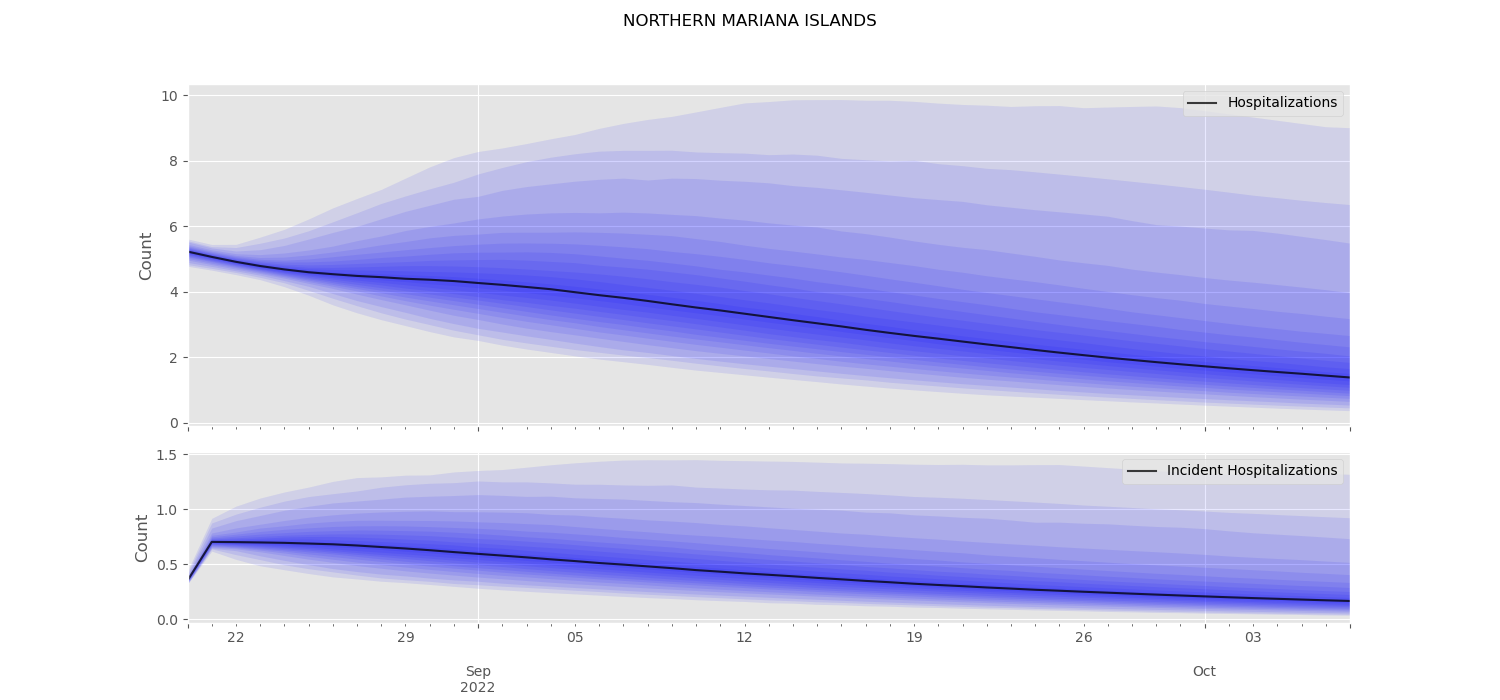 NORTHERN MARIANA ISLANDS
Hospitalizations
Count
10
8
6
4
2
0
Incident Hospitalizations
Count
1.5
1.0
0.5
0.0
22 29 05 12 19 26 03
Sep Oct
2022